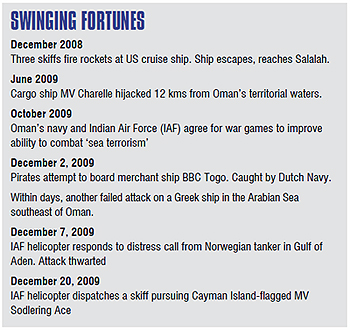 SWINGING FORTUNES
December 2008
Three skiffs fire rockets at US cruise ship. Ship escapes, reaches Salalah.
June 2009
Cargo ship MV Charelle hijacked 12 kms from Oman's territorial waters.
October 2009
Oman's navy and Indian Air Force (IAF) agree for war games to improve
ability to combat 'sea terrorism'
December 2, 2009
Pirates attempt to board merchant ship BBC Togo. Caught by Dutch Navy.
Within days, another failed attack on a Greek ship in the Arabian Sea
southeast of Oman.
December 7, 2009
IAF helicopter responds to distress call from Norwegian tanker in Gulf of
Aden. Attack thwarted
December 20, 2009
IAF helicopter dispatches a skiff pursuing Cayman Island-flagged MV
Sodlering Ace